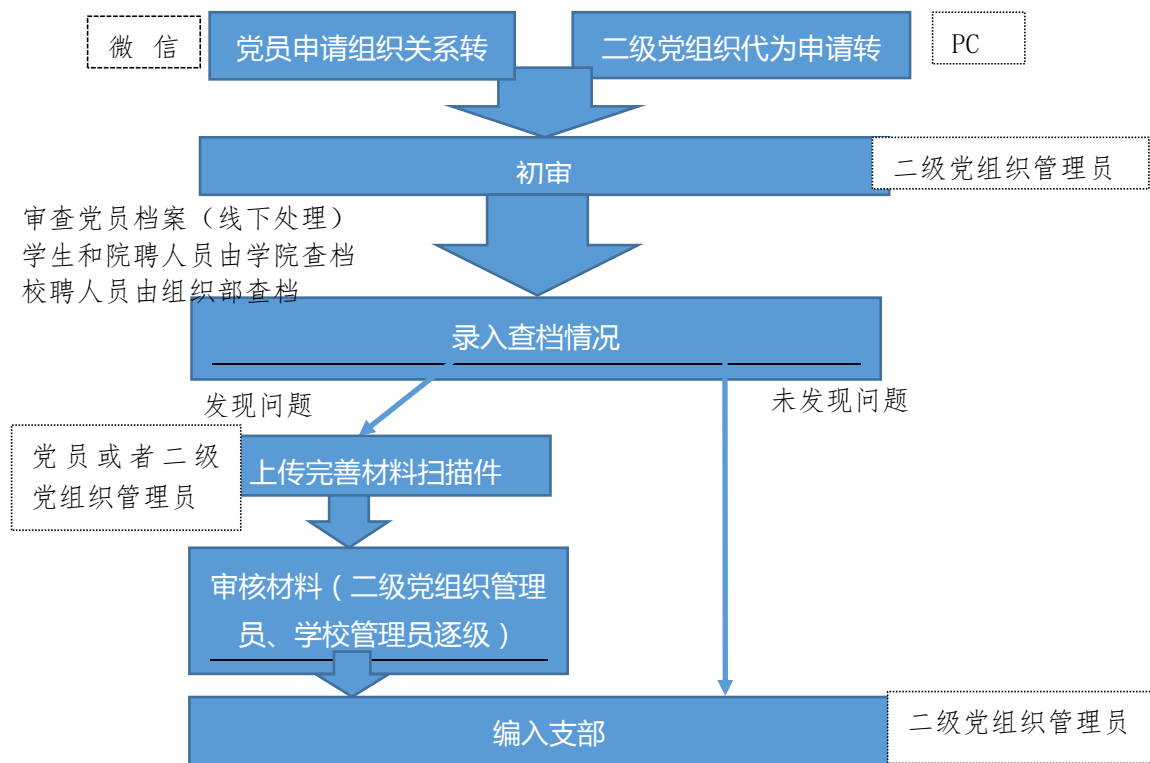 微 信
党员申请组织关系转
二级党组织代为申请转
PC
初审
二级党组织管理员
审查党员档案（线下处理）
学生和院聘人员由学院查档
校聘人员由组织部查档
录入查档情况
发现问题
未发现问题
党员或者二级
党组织管理员
上传完善材料扫描件
审核材料（二级党组织管理
员、学校管理员逐级）
编入支部
二级党组织管理员